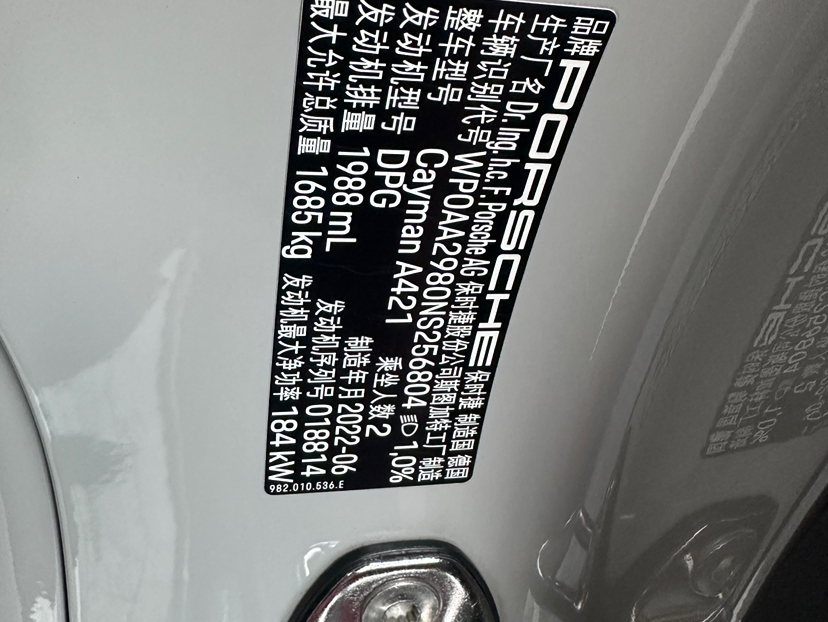 品牌 PORSCHE 保时捷 制造国 德国
生产厂名 Dr. Ing. h.c. F. Porsche AG 保时捷股份公司斯图加特工厂制造
车辆识别代号 WP0AA2980NS256804 1,0%
整车型号 Cayman A421 乘坐人数 2
发动机型号 DPG 制造年月 2022-06
发动机排量 1988 mL 发动机序列号 018814
最大允许总质量 1685 kg 发动机最大净功率 184 kW
982.010.536.E